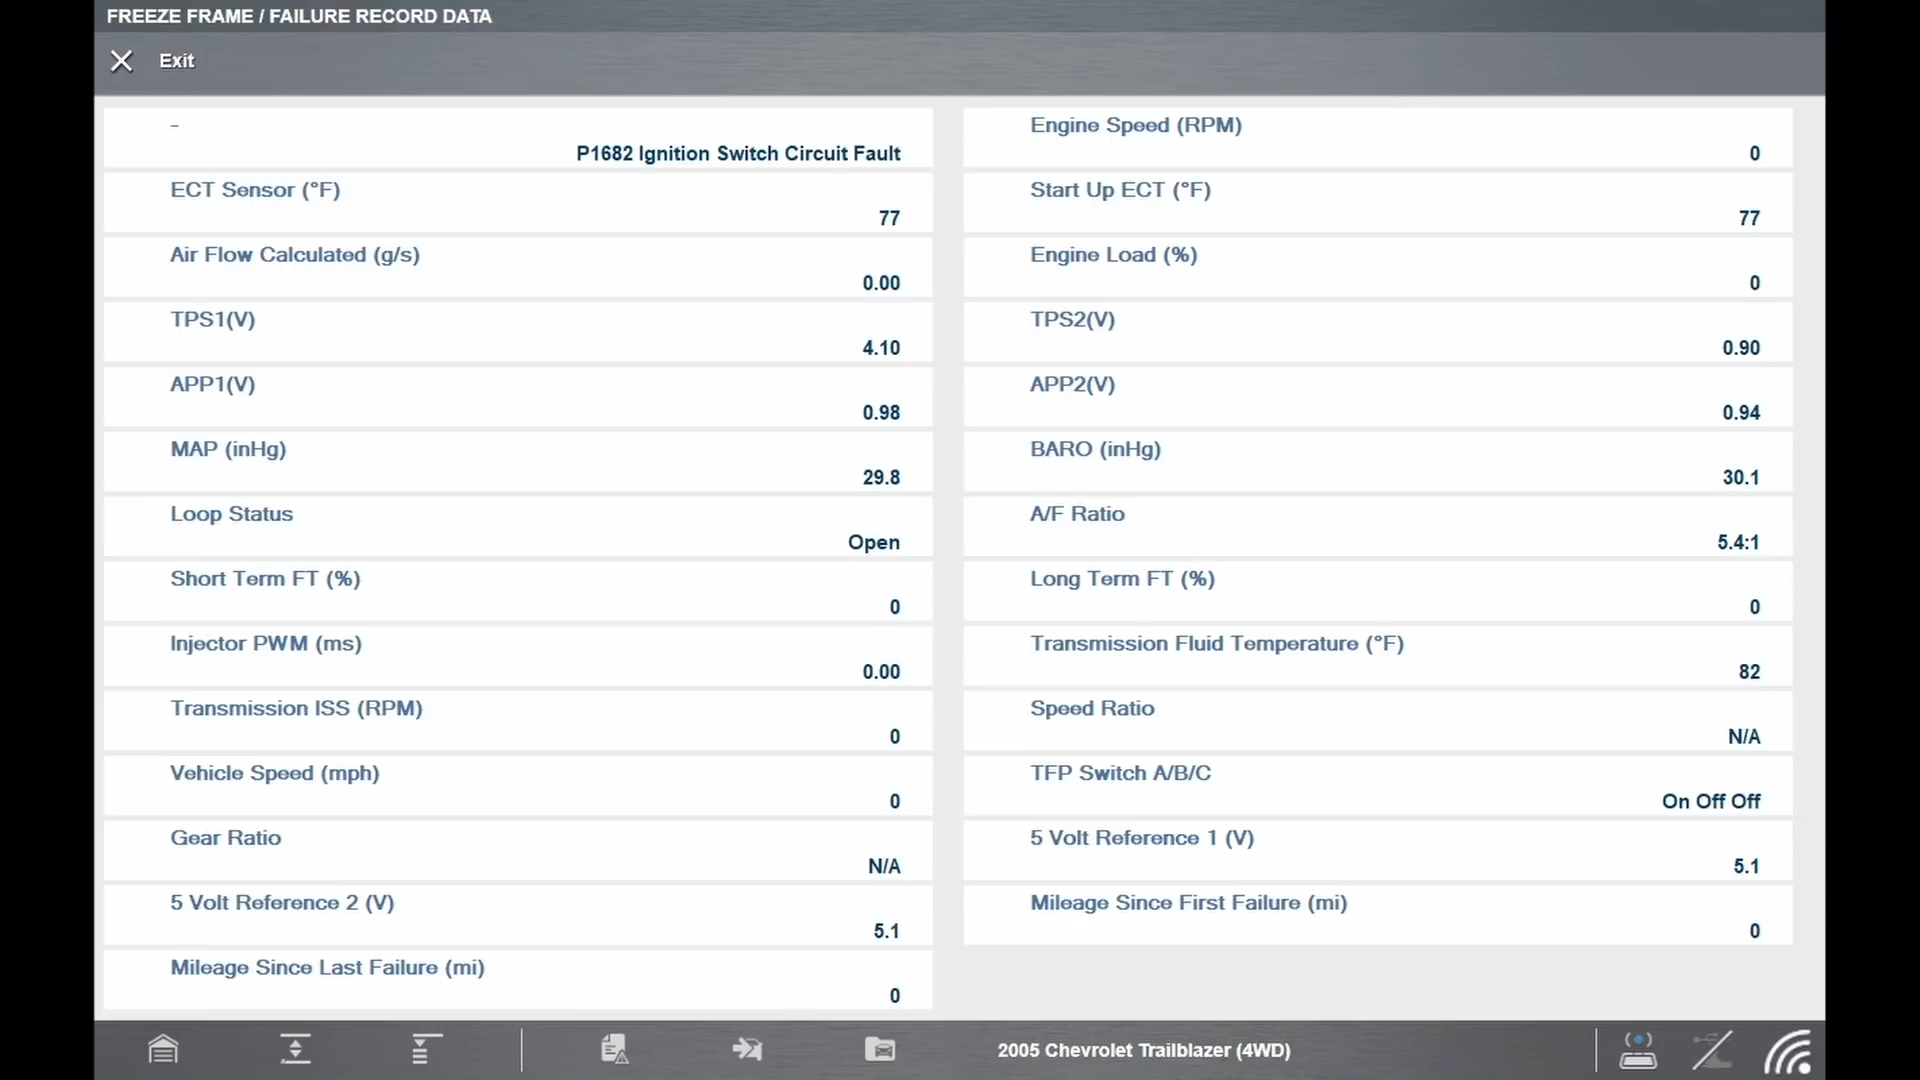 FREEZE FRAME / FAILURE RECORD DATA
Exit
-
P1682 Ignition Switch Circuit Fault
Engine Speed (RPM)
0
ECT Sensor (°F)
77
Start Up ECT (°F)
77
Air Flow Calculated (g/s)
0.00
Engine Load (%)
0
TPS1(V)
4.10
TPS2(V)
0.90
APP1(V)
0.98
APP2(V)
0.94
MAP (inHg)
29.8
BARO (inHg)
30.1
Loop Status
Open
A/F Ratio
5.4:1
Short Term FT (%)
0
Long Term FT (%)
0
Injector PWM (ms)
0.00
Transmission Fluid Temperature (°F)
82
Transmission ISS (RPM)
0
Speed Ratio
N/A
Vehicle Speed (mph)
0
TFP Switch A/B/C
On Off Off
Gear Ratio
N/A
5 Volt Reference 1 (V)
5.1
5 Volt Reference 2 (V)
5.1
Mileage Since First Failure (mi)
0
Mileage Since Last Failure (mi)
0
2005 Chevrolet Trailblazer (4WD)